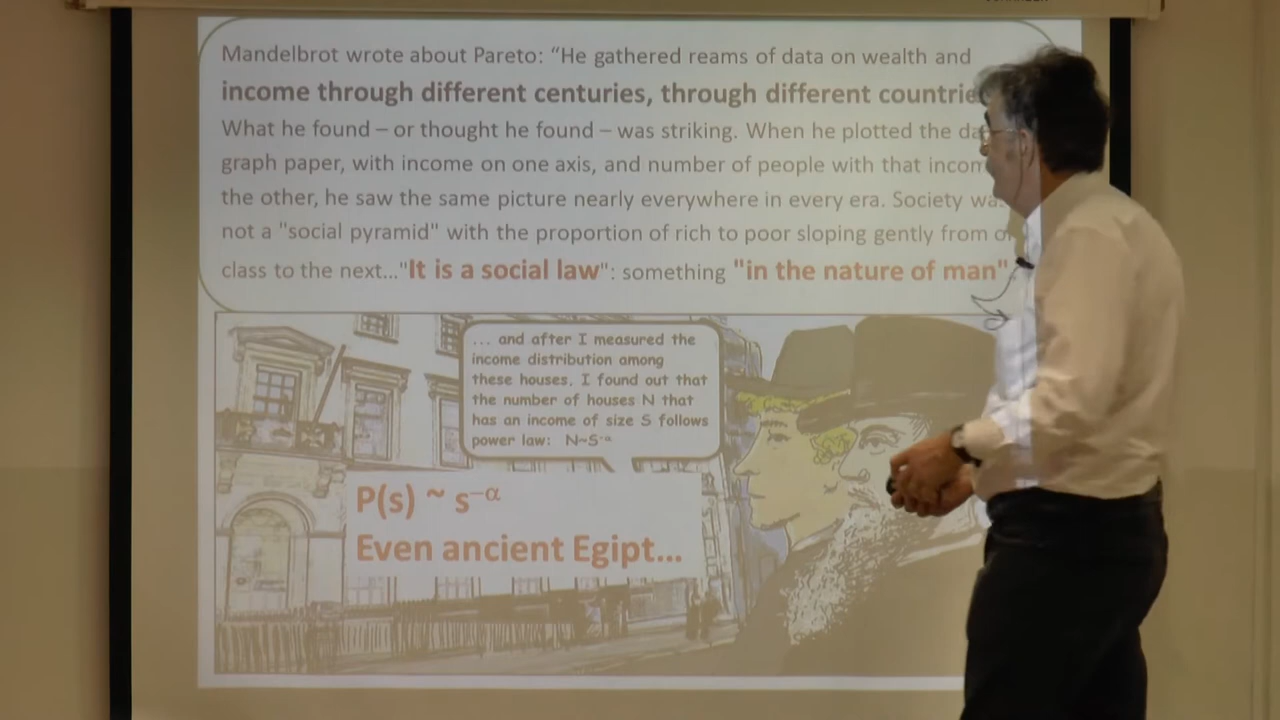 Mandelbrot wrote about Pareto: “He gathered reams of data on wealth and
income through different centuries, through different
What he found – or thought he found – was striking. When he plotted the
graph paper, with income on one axis, and number of people with that
the other, he saw the same picture nearly everywhere in every era. Society
not a "social pyramid" with the proportion of rich to poor sloping gently from
class to the next..."It is a social law": something "in the nature of man".
... and after I measured the
income distribution among
these houses, I found out that
the number of houses N that
has an income of size S follows
power law: N~S^-α
P(s) ~ s^−α
Even ancient Egipt...